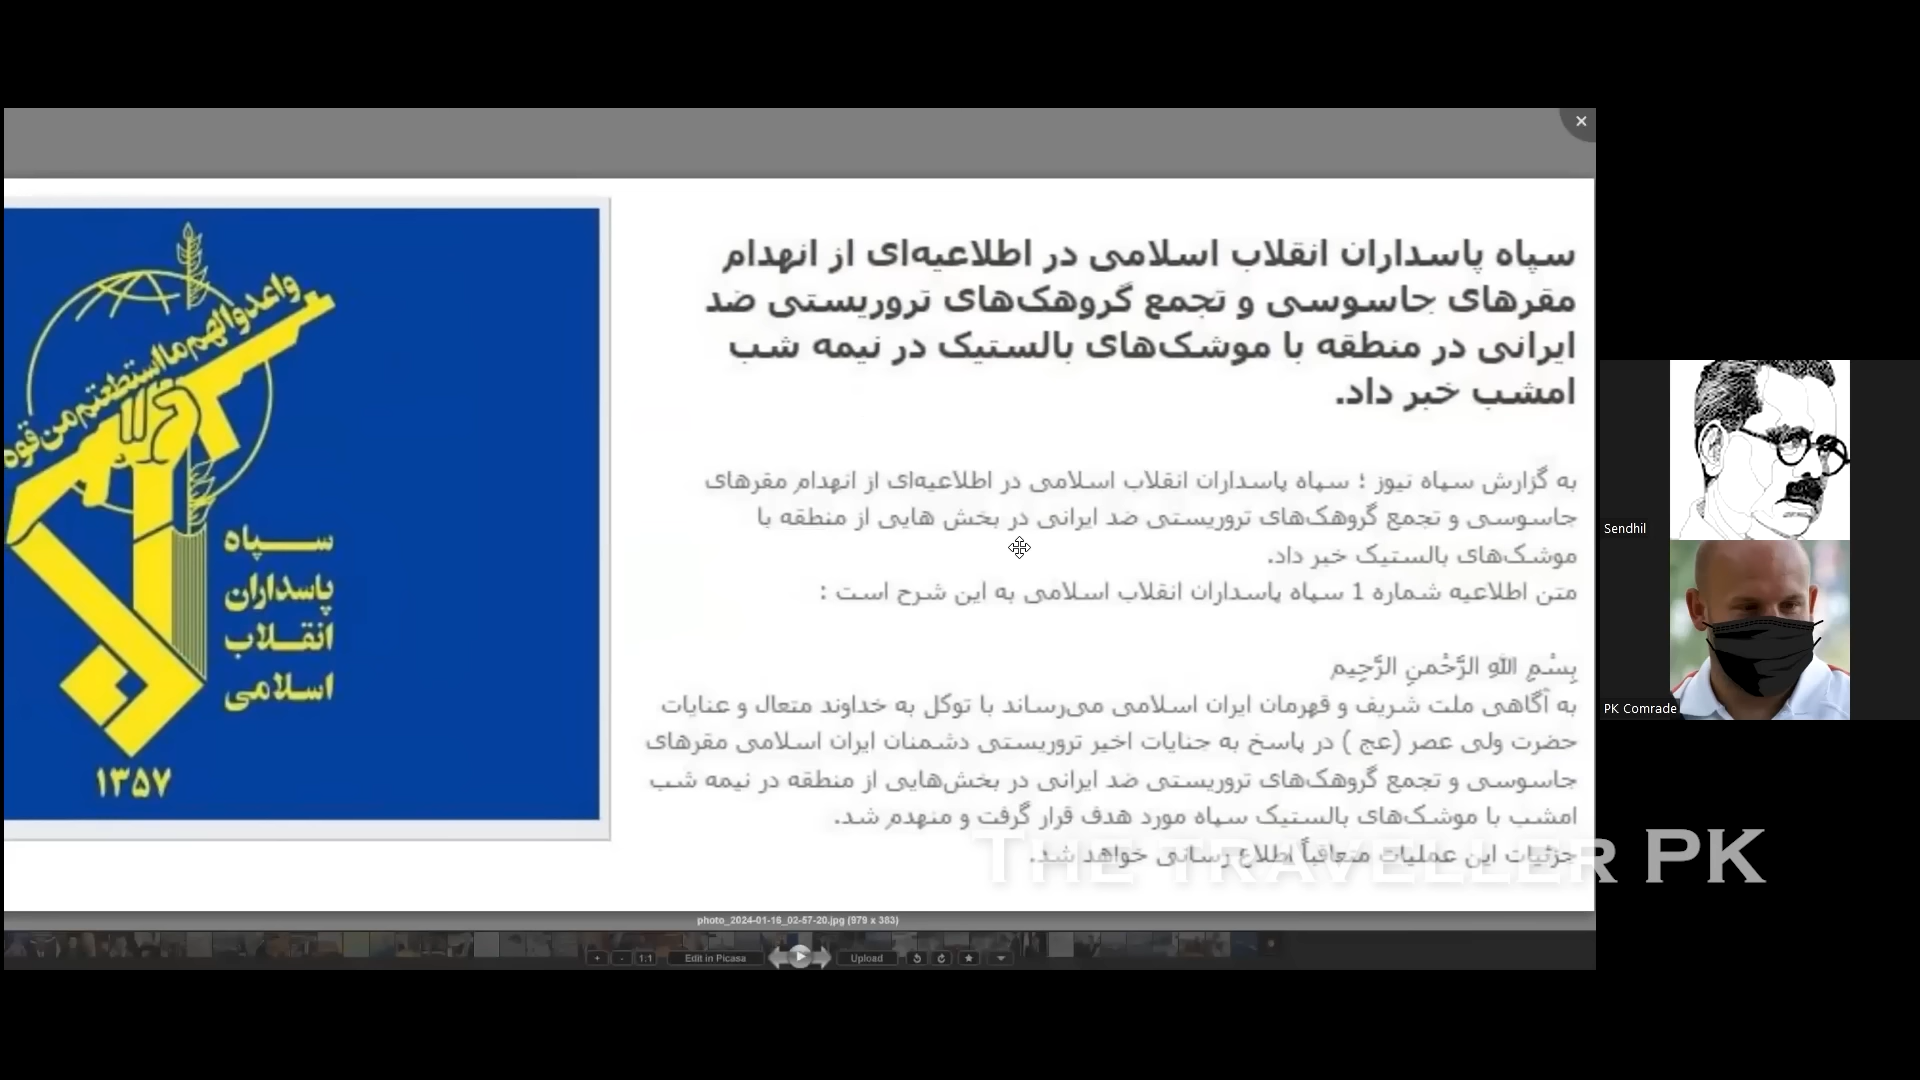 سپاه پاسداران انقلاب اسلامی در اطلاعیه‌ای از انهدام
مقرهای جاسوسی و تجمع گروهک‌های تروریستی ضد
ایرانی در منطقه با موشک‌های بالستیک در نیمه شب
امشب خبر داد.
به گزارش سپاه نیوز ؛ سپاه پاسداران انقلاب اسلامی در اطلاعیه‌ای از انهدام مقرهای
جاسوسی و تجمع گروهک‌های تروریستی ضد ایرانی در بخش هایی از منطقه با
موشک‌های بالستیک خبر داد.
متن اطلاعیه شماره 1 سپاه پاسداران انقلاب اسلامی به این شرح است :
بِسْمِ اللهِ الرَّحْمنِ الرَّحِیمِ
به آگاهی ملت شریف و قهرمان ایران اسلامی می‌رساند با توکل به خداوند متعال و عنایات
حضرت ولی عصر (عج ) در پاسخ به جنایات اخیر تروریستی دشمنان ایران اسلامی مقرهای
جاسوسی و تجمع گروهک‌های تروریستی ضد ایرانی در بخش‌هایی از منطقه در نیمه شب
امشب با موشک‌های بالستیک سپاه مورد هدف قرار گرفت و منهدم شد.
جزئیات این عملیات متعاقباً اطلاع رسانی خواهد شد.
واعدوا لهم ما استطعتم من قوه
سپاه
پاسداران
انقلاب
اسلامی
۱۳۵۷
THE TRAVELLER PK
Sendhil
PK Comrade
photo_2024-01-16_02-57-20.jpg (979 x 383)
+ - 1:1 Edit in Picasa Upload